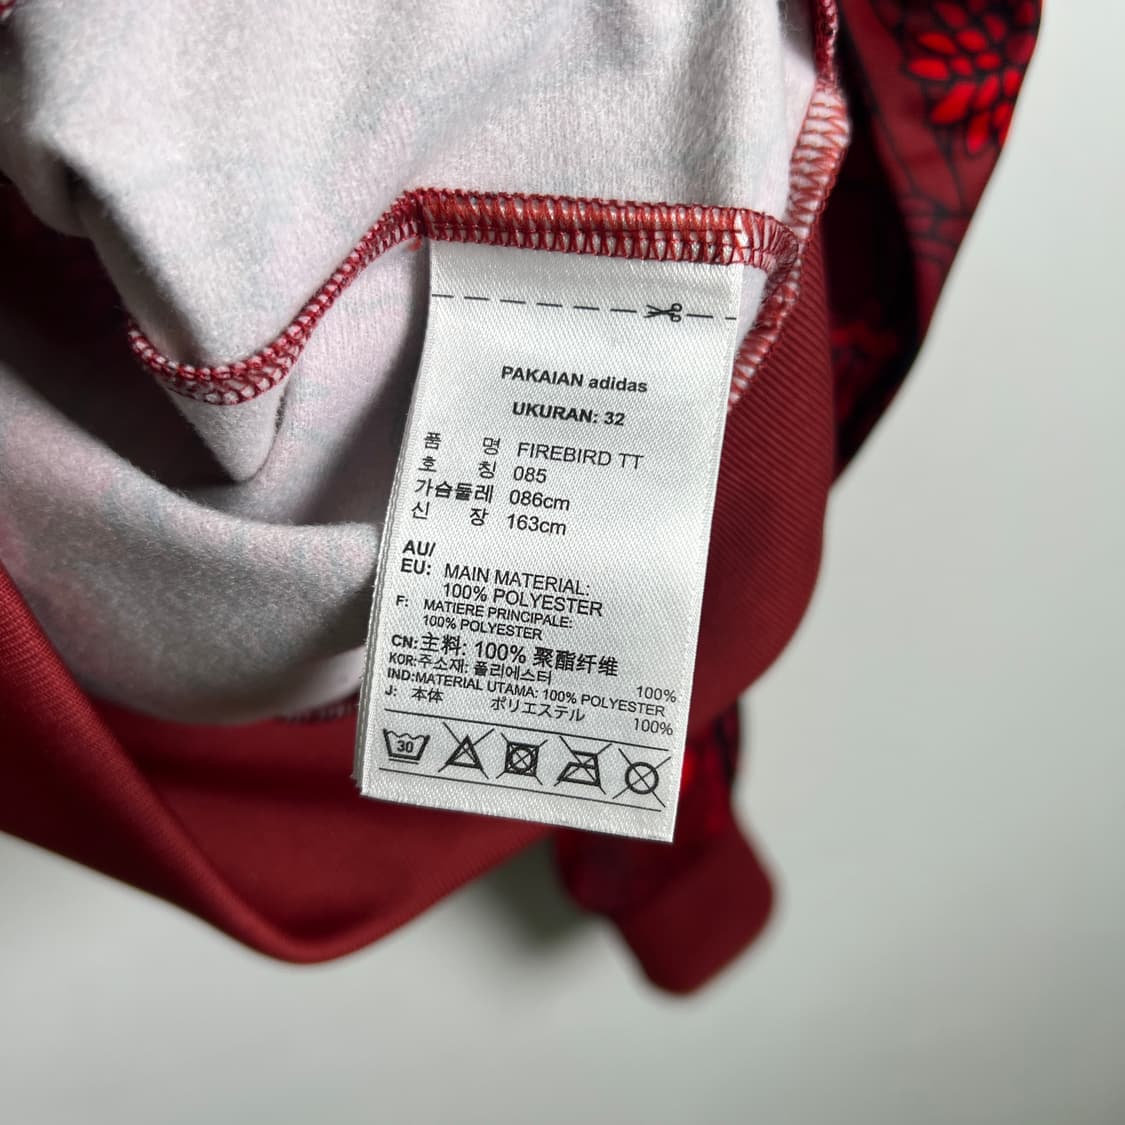 PAKAIAN adidas
UKURAN: 32
품 명 FIREBIRD TT
호 칭 085
가슴둘레 086cm
신 장 163cm
AU/
EU: MAIN MATERIAL:
100% POLYESTER
F: MATIERE PRINCIPALE:
100% POLYESTER
CN: 主料: 100% 聚酯纤维
KOR: 주소재: 폴리에스터 100%
IND: MATERIAL UTAMA: 100% POLYESTER
J: 本体 ポリエステル 100%
30